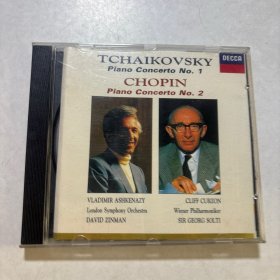 TCHAIKOVSKY
Piano Concerto No. 1
DECCA
CHOPIN
Piano Concerto No. 2
VLADIMIR ASHKENAZY
London Symphony Orchestra
DAVID ZINMAN
CLIFF CURZON
Wiener Philharmoniker
SIR GEORG SOLTI